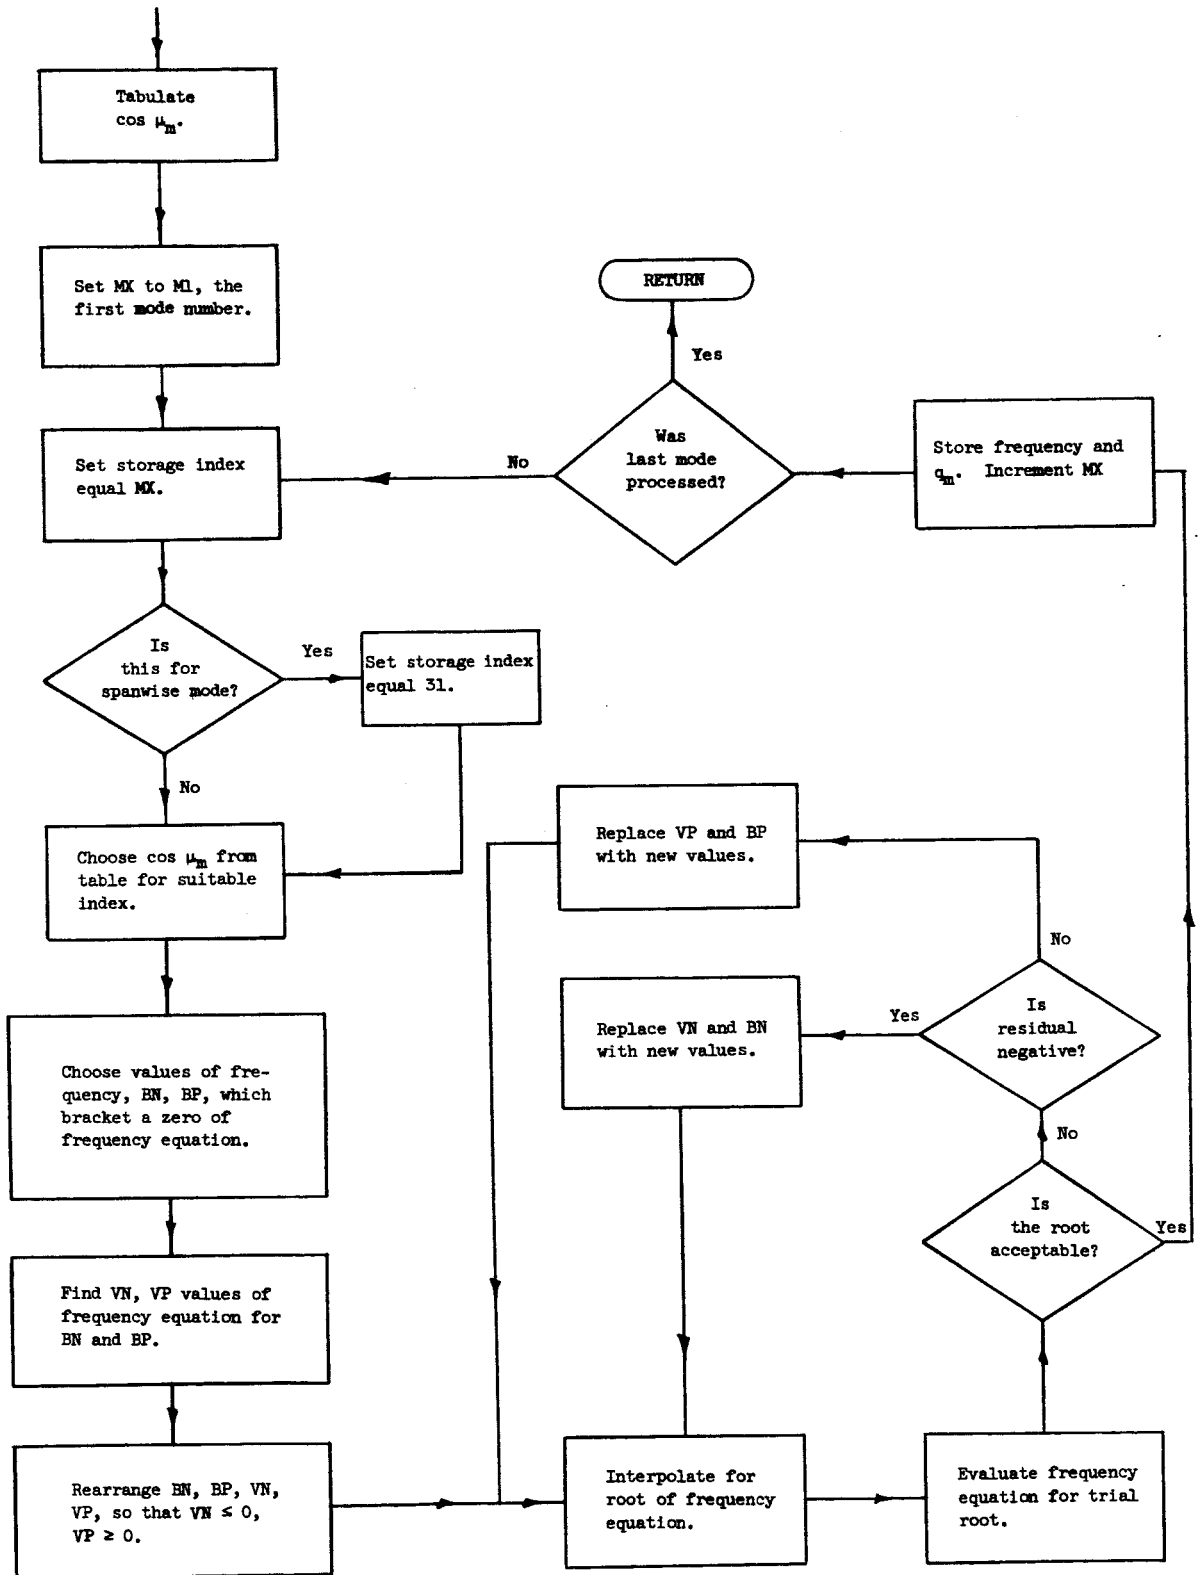 Tabulate
cos μm.
Set MX to M1, the
first mode number.
RETURN
Yes
Was
last mode
processed?
No
Store frequency and
qm. Increment MX
Set storage index
equal MX.
Is
this for
spanwise mode?
Yes
Set storage index
equal 31.
No
Choose cos μm from
table for suitable
index.
Replace VP and BP
with new values.
No
Is
residual
negative?
Yes
Replace VN and BN
with new values.
Choose values of fre-
quency, BN, BP, which
bracket a zero of
frequency equation.
No
Is
the root
acceptable?
Yes
Find VN, VP values of
frequency equation for
BN and BP.
Rearrange BN, BP, VN,
VP, so that VN ≤ 0,
VP ≥ 0.
Interpolate for
root of frequency
equation.
Evaluate frequency
equation for trial
root.